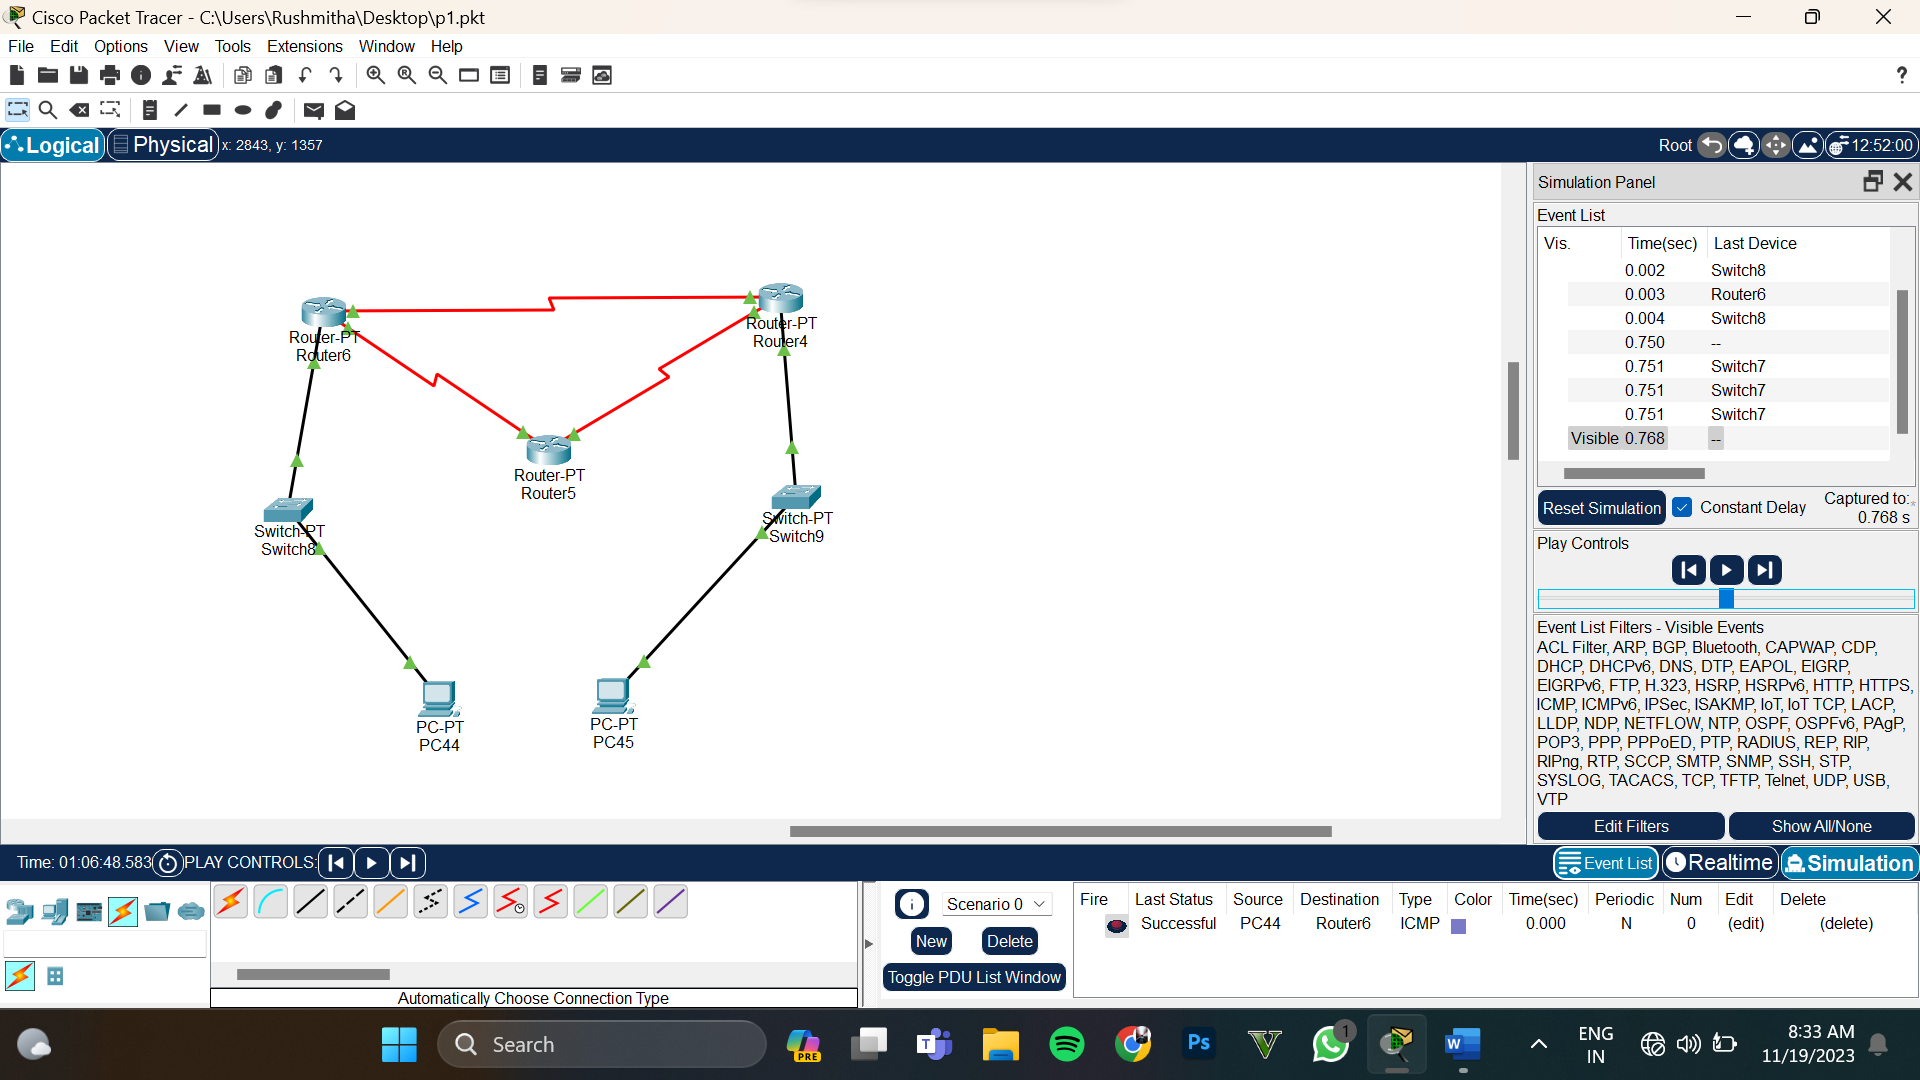 Cisco Packet Tracer - C:\Users\Rushmitha\Desktop\p1.pkt
File Edit Options View Tools Extensions Window Help
Logical Physical x: 2843, y: 1357
Root 12:52:00
Router-PT
Router6
Router-PT
Router4
Router-PT
Router5
Switch-PT
Switch8
Switch-PT
Switch9
PC-PT
PC44
PC-PT
PC45
Simulation Panel
Event List
Vis. Time(sec) Last Device
0.002 Switch8
0.003 Router6
0.004 Switch8
0.750 --
0.751 Switch7
0.751 Switch7
0.751 Switch7
Visible 0.768 --
Reset Simulation Constant Delay Captured to:
0.768 s
Play Controls
Event List Filters - Visible Events
ACL Filter, ARP, BGP, Bluetooth, CAPWAP, CDP,
DHCP, DHCPv6, DNS, DTP, EAPOL, EIGRP,
EIGRPv6, FTP, H.323, HSRP, HSRPv6, HTTP, HTTPS,
ICMP, ICMPv6, IPSec, ISAKMP, IoT, IoT TCP, LACP,
LLDP, NDP, NETFLOW, NTP, OSPF, OSPFv6, PAgP,
POP3, PPP, PPPoED, PTP, RADIUS, REP, RIP,
RIPng, RTP, SCCP, SMTP, SNMP, SSH, STP,
SYSLOG, TACACS, TCP, TFTP, Telnet, UDP, USB,
VTP
Edit Filters Show All/None
Time: 01:06:48.583 PLAY CONTROLS:
Event List Realtime Simulation
Automatically Choose Connection Type
Scenario 0
New Delete
Toggle PDU List Window
Fire Last Status Source Destination Type Color Time(sec) Periodic Num Edit Delete
Successful PC44 Router6 ICMP 0.000 N 0 (edit) (delete)
Search
PRE
T
Ps
1
W
ENG
IN
8:33 AM
11/19/2023